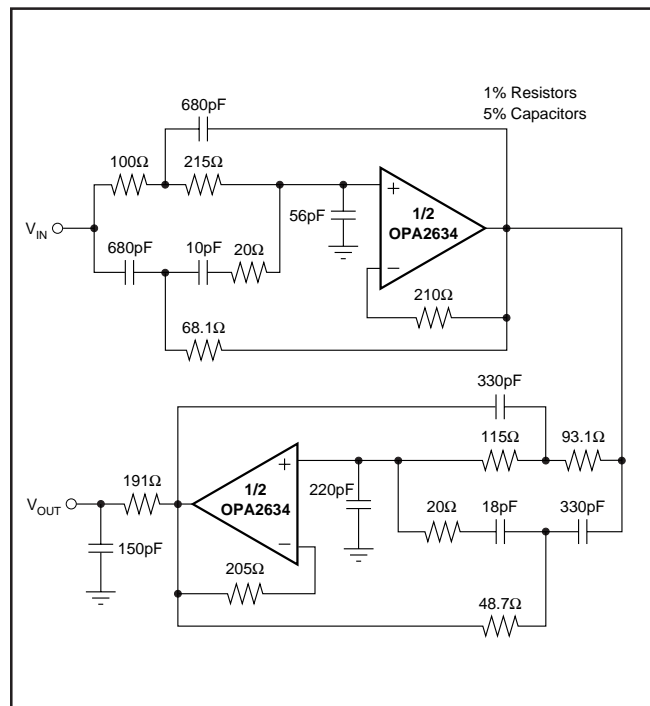 1% Resistors
5% Capacitors
680pF
100Ω
215Ω
V_IN
56pF
1/2
OPA2634
+
−
680pF
10pF
20Ω
210Ω
68.1Ω
330pF
115Ω
93.1Ω
191Ω
V_OUT
1/2
OPA2634
+
−
220pF
20Ω
18pF
330pF
150pF
205Ω
48.7Ω